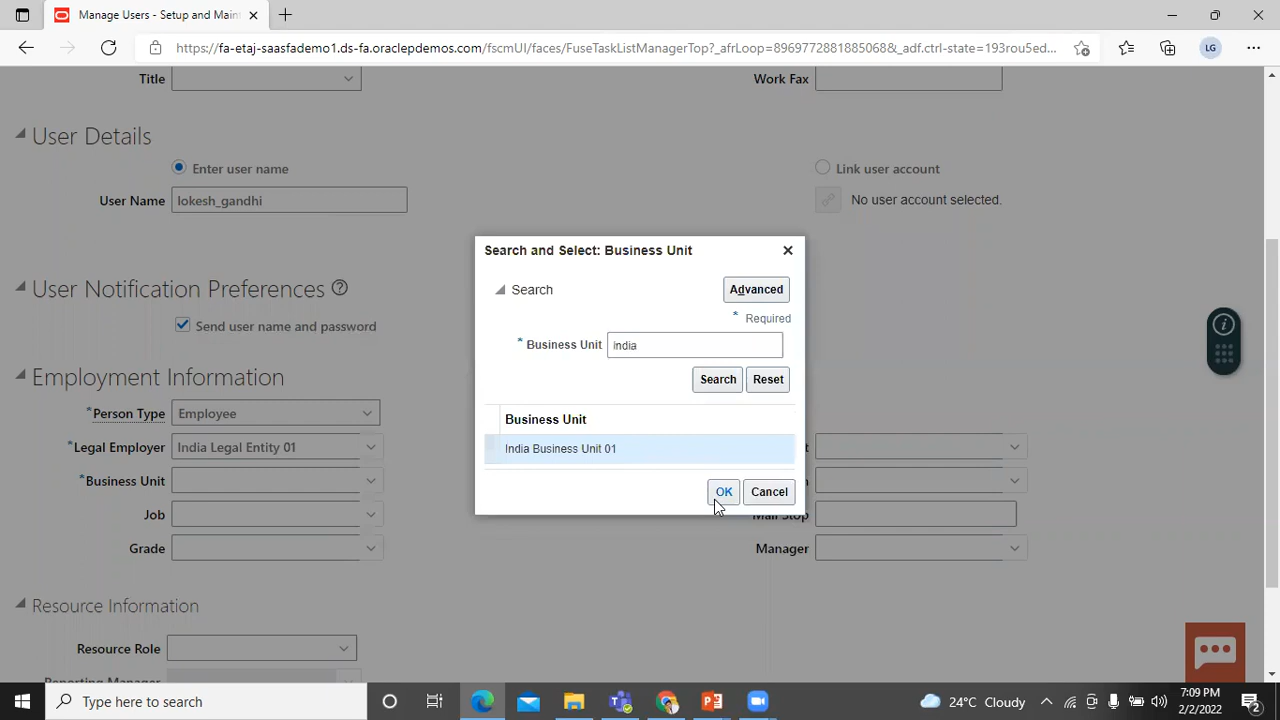 Manage Users - Setup and Main
https://fa-etaj-saasfademo1.ds-fa.oraclepdemos.com/fscmUI/faces/FuseTaskListManagerTop?_afrLoop=89697728818850​68&_adf.ctrl-state=193rou5ed...
LG
Title
Work Fax
User Details
Enter user name
Link user account
User Name lokesh_gandhi
No user account selected.
User Notification Preferences
Send user name and password
Employment Information
*Person Type Employee
*Legal Employer India Legal Entity 01
*Business Unit
Job
Grade
Mail Stop
Manager
Resource Information
Resource Role
Search and Select: Business Unit
Search
Advanced
* Required
* Business Unit india
Search Reset
Business Unit
India Business Unit 01
OK Cancel
Type here to search
24°C Cloudy
7:09 PM
2/2/2022
2